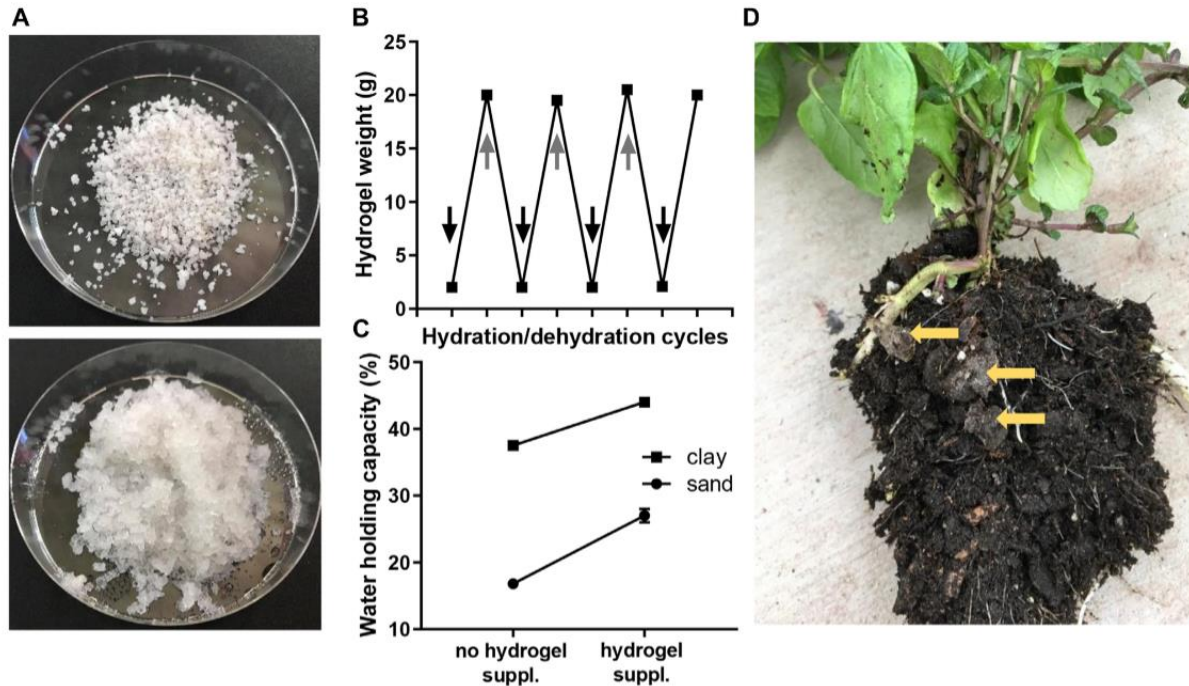 A
B
25
20
15
10
5
0
Hydrogel weight (g)
Hydration/dehydration cycles
C
50
40
30
20
10
Water holding capacity (%)
clay
sand
no hydrogel
suppl.
hydrogel
suppl.
D